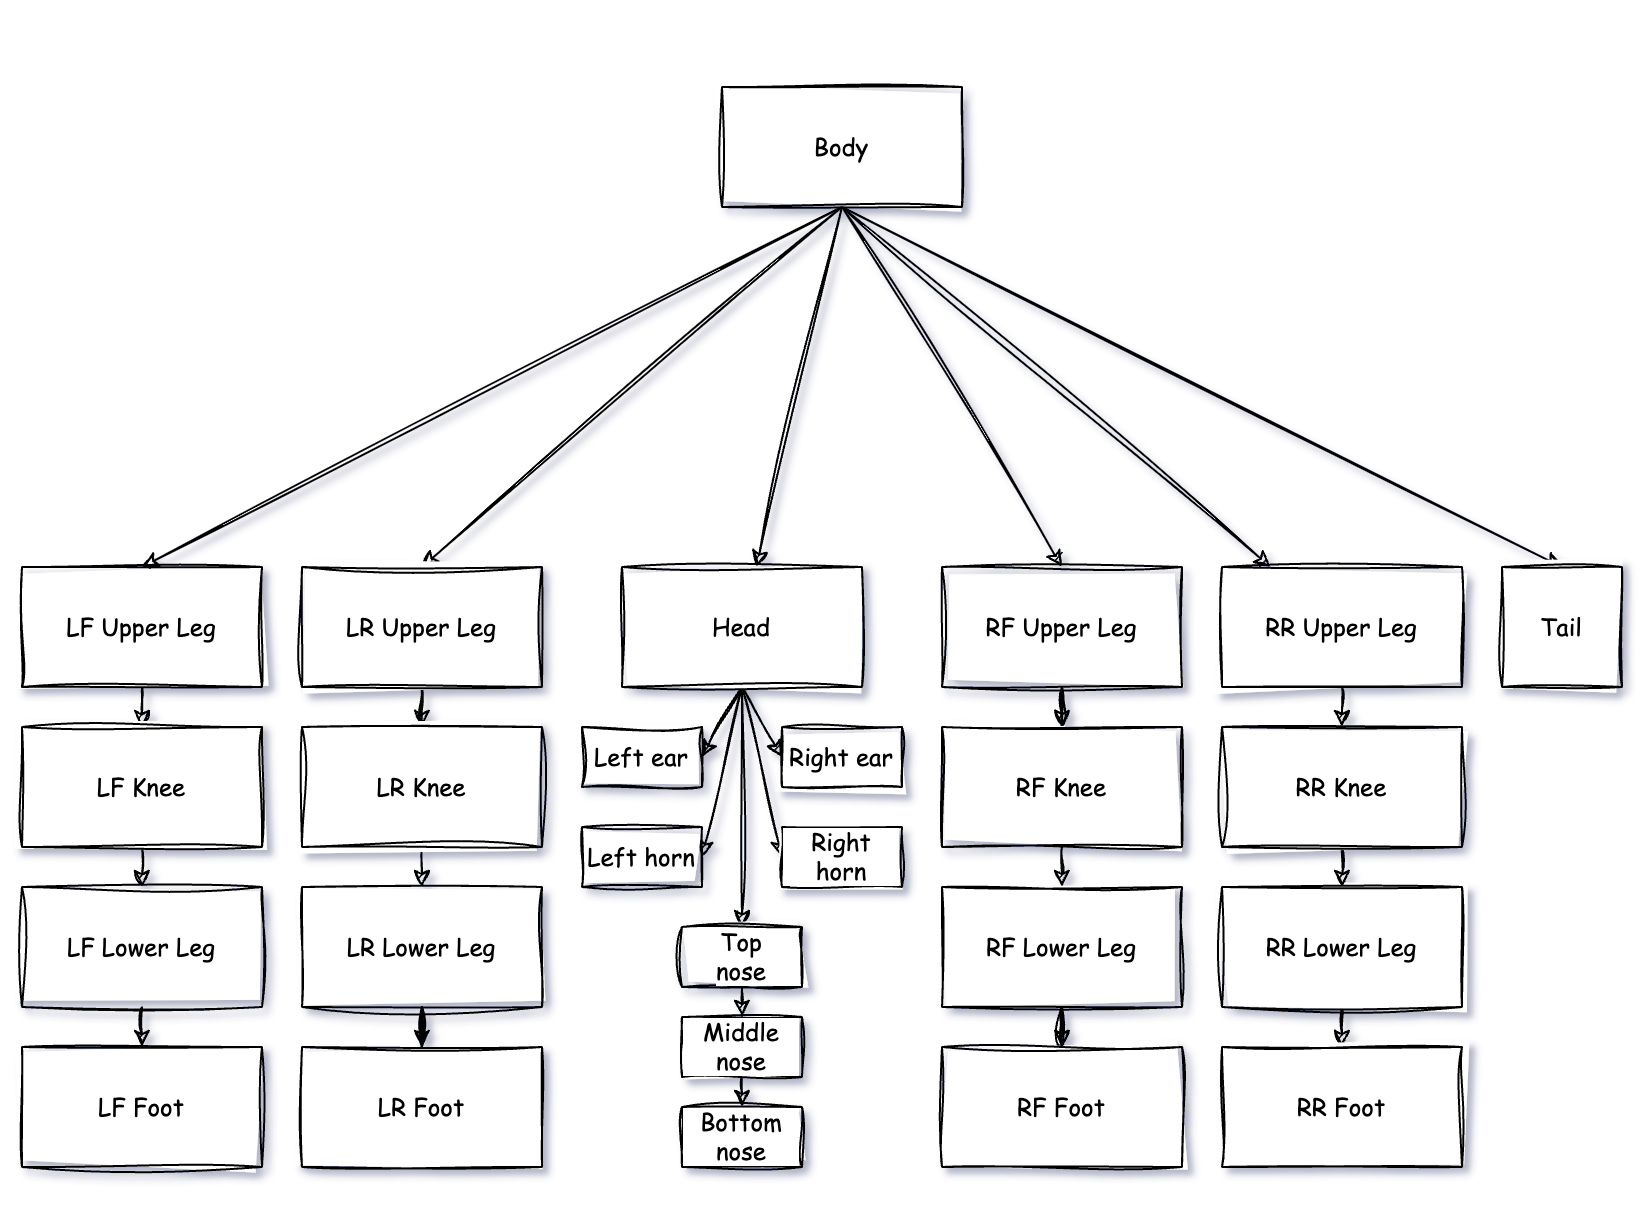 Body
LF Upper Leg
LR Upper Leg
Head
RF Upper Leg
RR Upper Leg
Tail
LF Knee
LR Knee
Left ear
Right ear
RF Knee
RR Knee
Left horn
Right
horn
LF Lower Leg
LR Lower Leg
Top
nose
RF Lower Leg
RR Lower Leg
Middle
nose
LF Foot
LR Foot
Bottom
nose
RF Foot
RR Foot